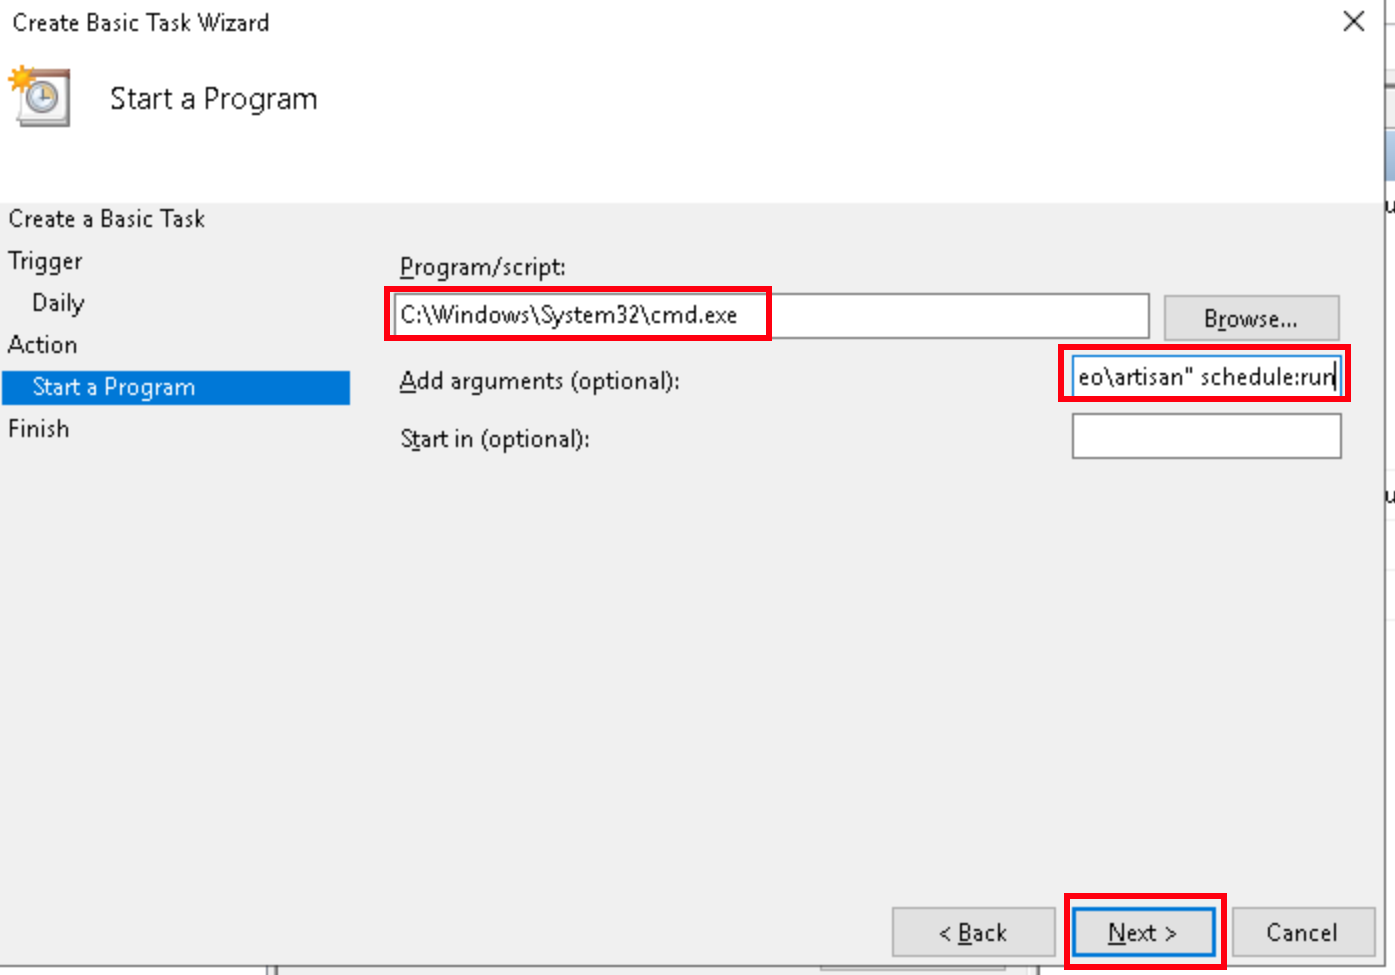 Create Basic Task Wizard
Start a Program
Create a Basic Task
Trigger
Daily
Action
Start a Program
Finish
Program/script:
C:\Windows\System32\cmd.exe
Browse...
Add arguments (optional):
eo\artisan" schedule:run
Start in (optional):
< Back
Next >
Cancel